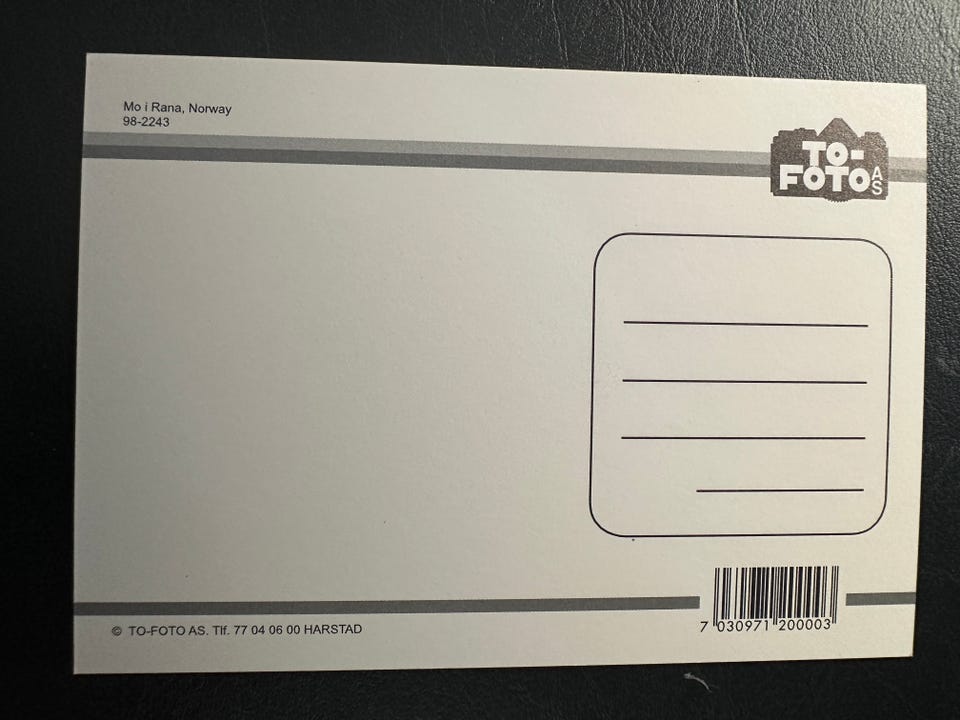 Mo i Rana, Norway
98-2243
TO-
FOTO AS
© TO-FOTO AS. Tlf. 77 04 06 00 HARSTAD
7 030971 200003